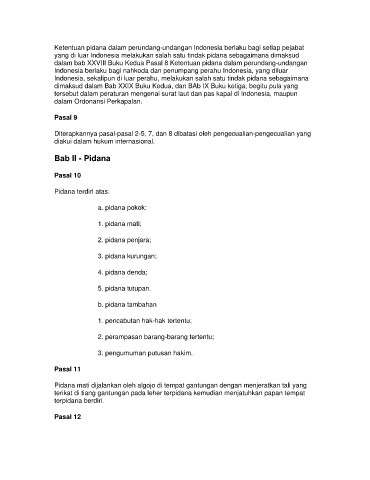 Ketentuan pidana dalam perundang-undangan Indonesia berlaku bagi setiap pejabat
yang di luar Indonesia melakukan salah satu tindak pidana sebagaimana dimaksud
dalam bab XXVIII Buku Kedua Pasal 8 Ketentuan pidana dalam perundang-undangan
Indonesia berlaku bagi nahkoda dan penumpang perahu Indonesia, yang diluar
Indonesia, sekalipun di luar perahu, melakukan salah satu tindak pidana sebagaimana
dimaksud dalam Bab XXIX Buku Kedua, dan BAb IX Buku ketiga; begitu pula yang
tersebut dalam peraturan mengenai surat laut dan pas kapal di Indonesia, maupun
dalam Ordonansi Perkapalan.
Pasal 9
Diterapkannya pasal-pasal 2-5, 7, dan 8 dibatasi oleh pengecualian-pengecualian yang
diakui dalam hukum internasional.
Bab II - Pidana
Pasal 10
Pidana terdiri atas:
a. pidana pokok:
1. pidana mati;
2. pidana penjara;
3. pidana kurungan;
4. pidana denda;
5. pidana tutupan.
b. pidana tambahan
1. pencabutan hak-hak tertentu;
2. perampasan barang-barang tertentu;
3. pengumuman putusan hakim.
Pasal 11
Pidana mati dijalankan oleh algojo di tempat gantungan dengan menjeratkan tali yang
terikat di tiang gantungan pada leher terpidana kemudian menjatuhkan papan tempat
terpidana berdiri.
Pasal 12